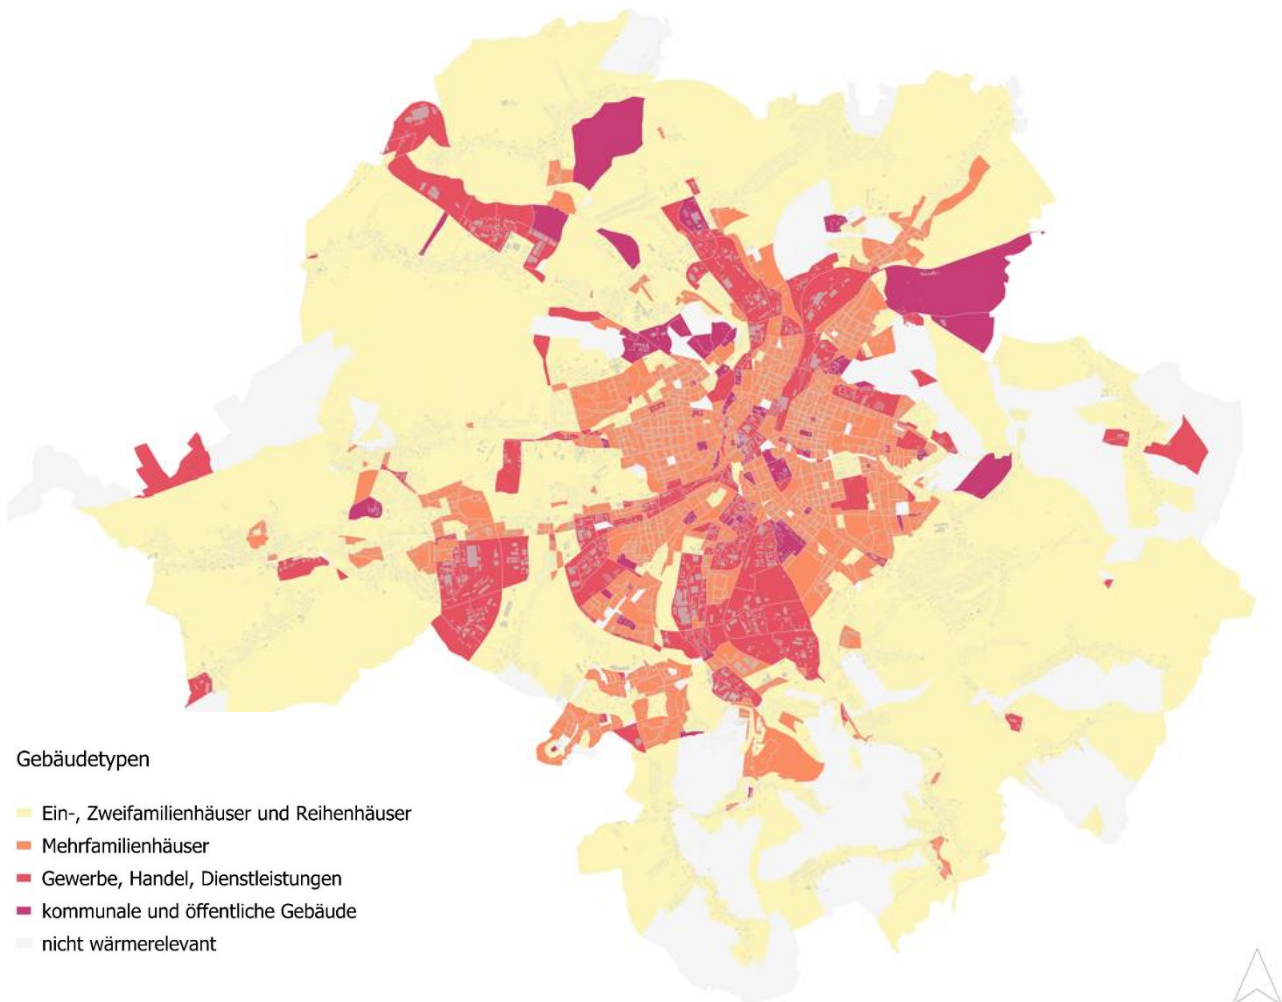 Gebäudetypen
Ein-, Zweifamilienhäuser und Reihenhäuser
Mehrfamilienhäuser
Gewerbe, Handel, Dienstleistungen
kommunale und öffentliche Gebäude
nicht wärmerelevant